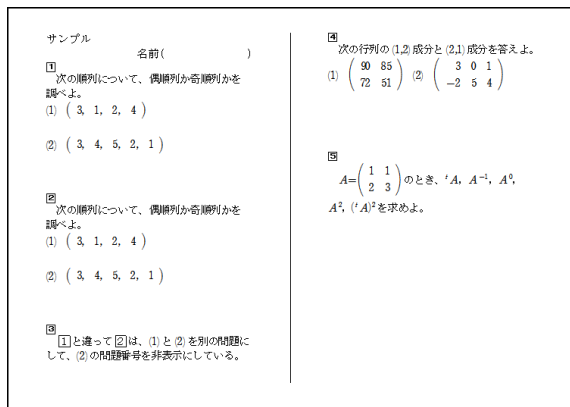 サンプル
名前(　　　　　　　)
1
次の順列について、偶順列か奇順列かを
調べよ。
(1) ( 3, 1, 2, 4 )
(2) ( 3, 4, 5, 2, 1 )
2
次の順列について、偶順列か奇順列かを
調べよ。
(1) ( 3, 1, 2, 4 )
(2) ( 3, 4, 5, 2, 1 )
3
1と違って2は、(1)と(2)を別の問題に
して、(2)の問題番号を非表示にしている。
4
次の行列の(1,2)成分と(2,1)成分を答えよ。
(1) ( 90 85 ) (2) ( 3 0 1 )
( 72 51 ) ( −2 5 4 )
5
A=( 1 1 )のとき、ᵗA, A⁻¹, A⁰,
( 2 3 )
A², (ᵗA)²を求めよ。